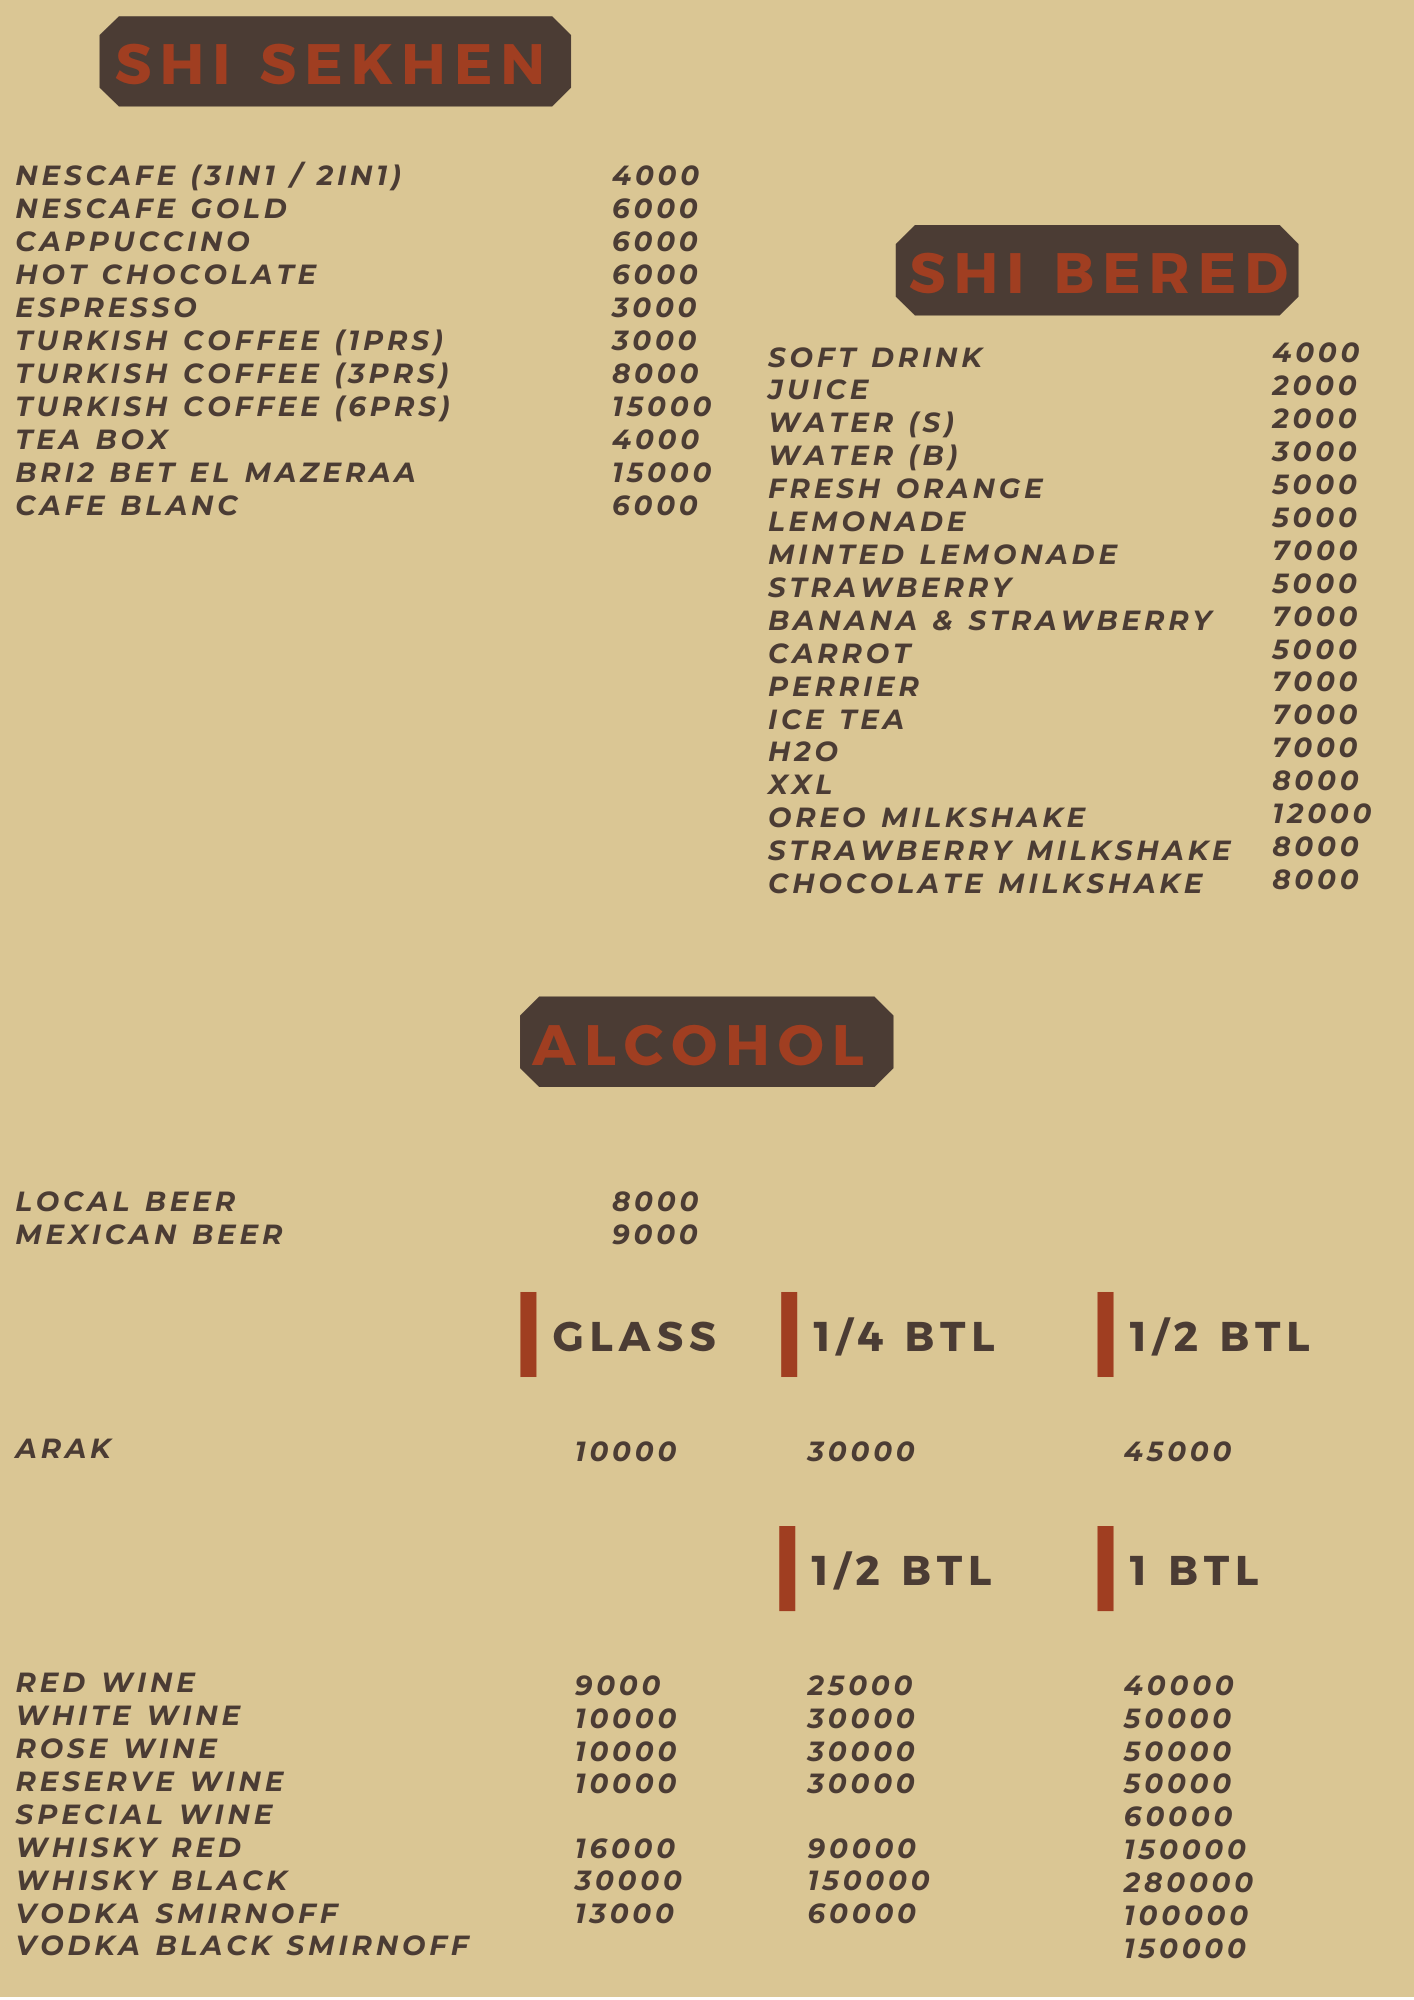 SHI SEKHEN
NESCAFE (3IN1 / 2IN1) 4000
NESCAFE GOLD 6000
CAPPUCCINO 6000
HOT CHOCOLATE 6000
ESPRESSO 3000
TURKISH COFFEE (1PRS) 3000
TURKISH COFFEE (3PRS) 8000
TURKISH COFFEE (6PRS) 15000
TEA BOX 4000
BRI2 BET EL MAZERAA 15000
CAFE BLANC 6000
SHI BERED
SOFT DRINK 4000
JUICE 2000
WATER (S) 2000
WATER (B) 3000
FRESH ORANGE 5000
LEMONADE 5000
MINTED LEMONADE 7000
STRAWBERRY 5000
BANANA & STRAWBERRY 7000
CARROT 5000
PERRIER 7000
ICE TEA 7000
H2O 7000
XXL 8000
OREO MILKSHAKE 12000
STRAWBERRY MILKSHAKE 8000
CHOCOLATE MILKSHAKE 8000
ALCOHOL
LOCAL BEER 8000
MEXICAN BEER 9000
GLASS 1/4 BTL 1/2 BTL
ARAK 10000 30000 45000
1/2 BTL 1 BTL
RED WINE 9000 25000 40000
WHITE WINE 10000 30000 50000
ROSE WINE 10000 30000 50000
RESERVE WINE 10000 30000 50000
SPECIAL WINE 60000
WHISKY RED 16000 90000 150000
WHISKY BLACK 30000 150000 280000
VODKA SMIRNOFF 13000 60000 100000
VODKA BLACK SMIRNOFF 150000